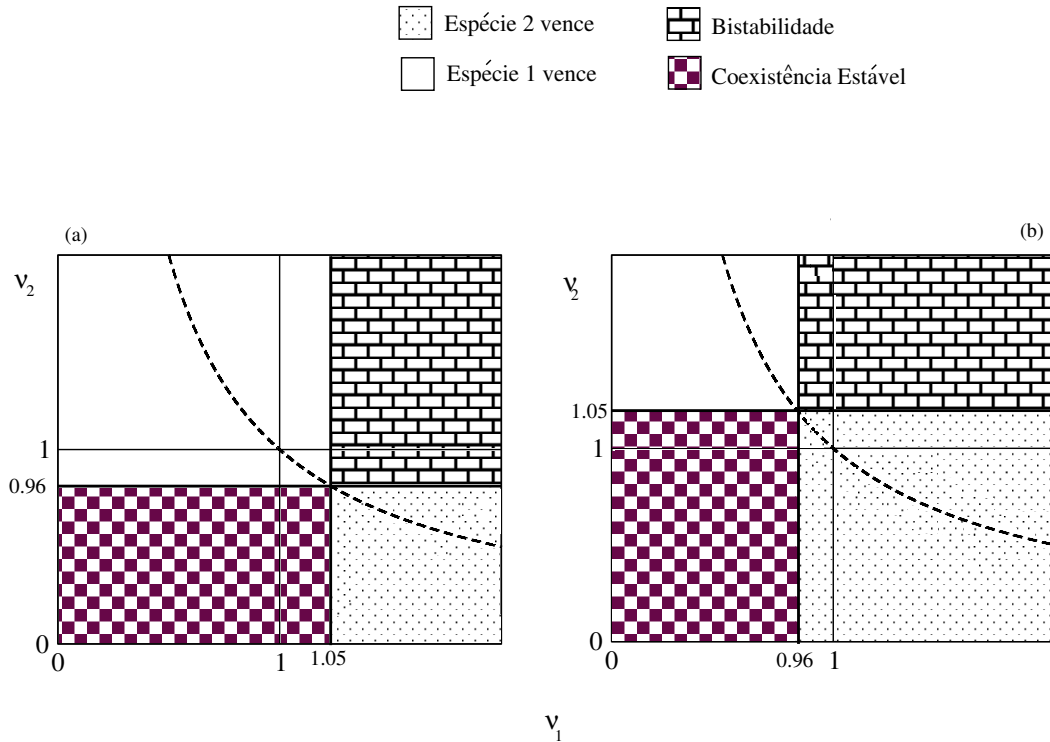 Espécie 2 vence
Bistabilidade
Espécie 1 vence
Coexistência Estável
(a)
(b)
ν2
ν2
1.05
1
1
0.96
0
0
0
1
1.05
0
0.96
1
ν1